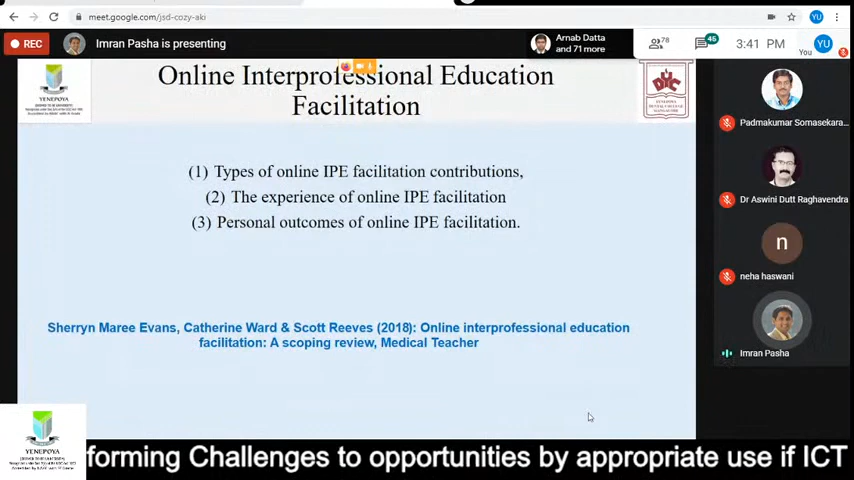 meet.google.com/jsd-cozy-aki
REC
Imran Pasha is presenting
Arnab Datta
and 71 more
78
45
3:41 PM
You
YU
YU
YENEPOYA
Online Interprofessional Education
Facilitation
(1) Types of online IPE facilitation contributions,
(2) The experience of online IPE facilitation
(3) Personal outcomes of online IPE facilitation.
Sherryn Maree Evans, Catherine Ward & Scott Reeves (2018): Online interprofessional education
facilitation: A scoping review, Medical Teacher
Padmakumar Somasekara...
Dr Aswini Dutt Raghavendra
n
neha haswani
Imran Pasha
YENEPOYA
forming Challenges to opportunities by appropriate use if ICT